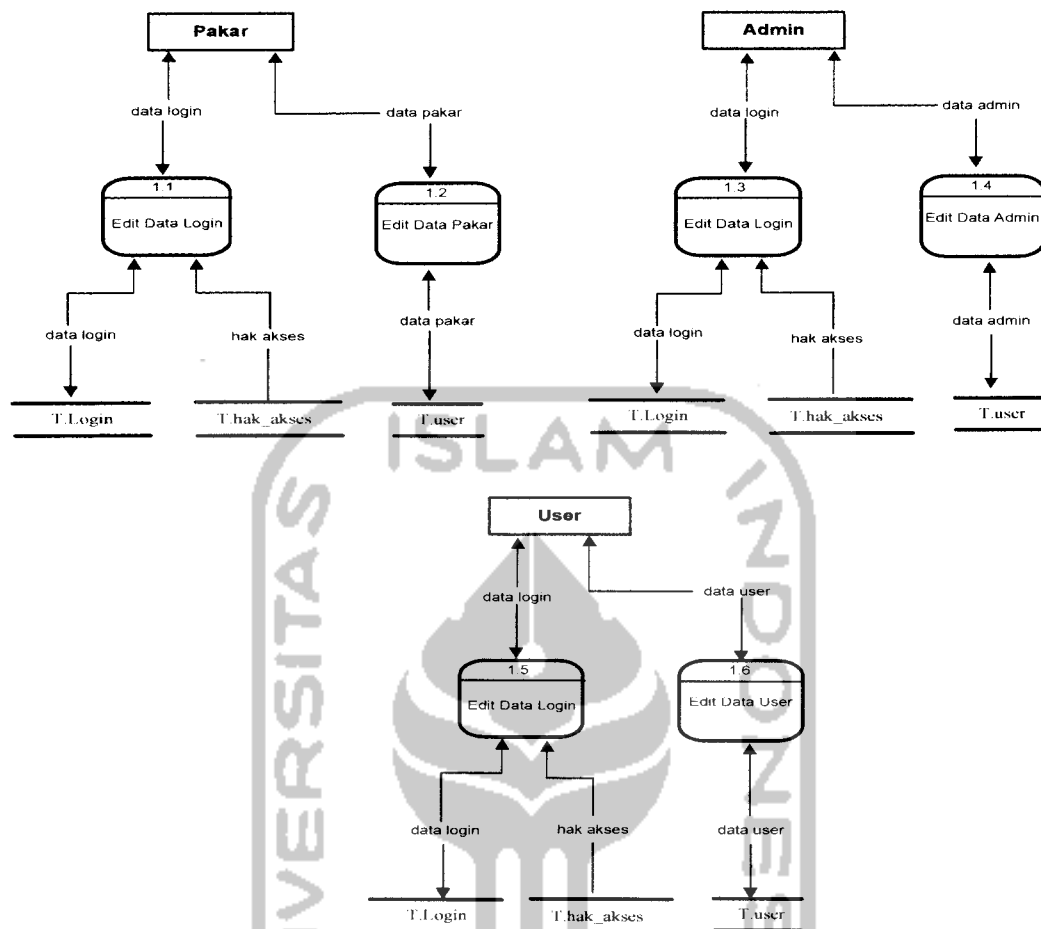 Pakar
Admin
data login
data pakar
data login
data admin
1.1
Edit Data Login
1.2
Edit Data Pakar
1.3
Edit Data Login
1.4
Edit Data Admin
data login
hak akses
data pakar
data login
hak akses
data admin
T.Login
T.hak_akses
T.user
T.Login
T.hak_akses
T.user
ISLAM
UNIVERSITAS
INDONES
User
data login
data user
1.5
Edit Data Login
1.6
Edit Data User
data login
hak akses
data user
T.Login
T.hak_akses
T.user